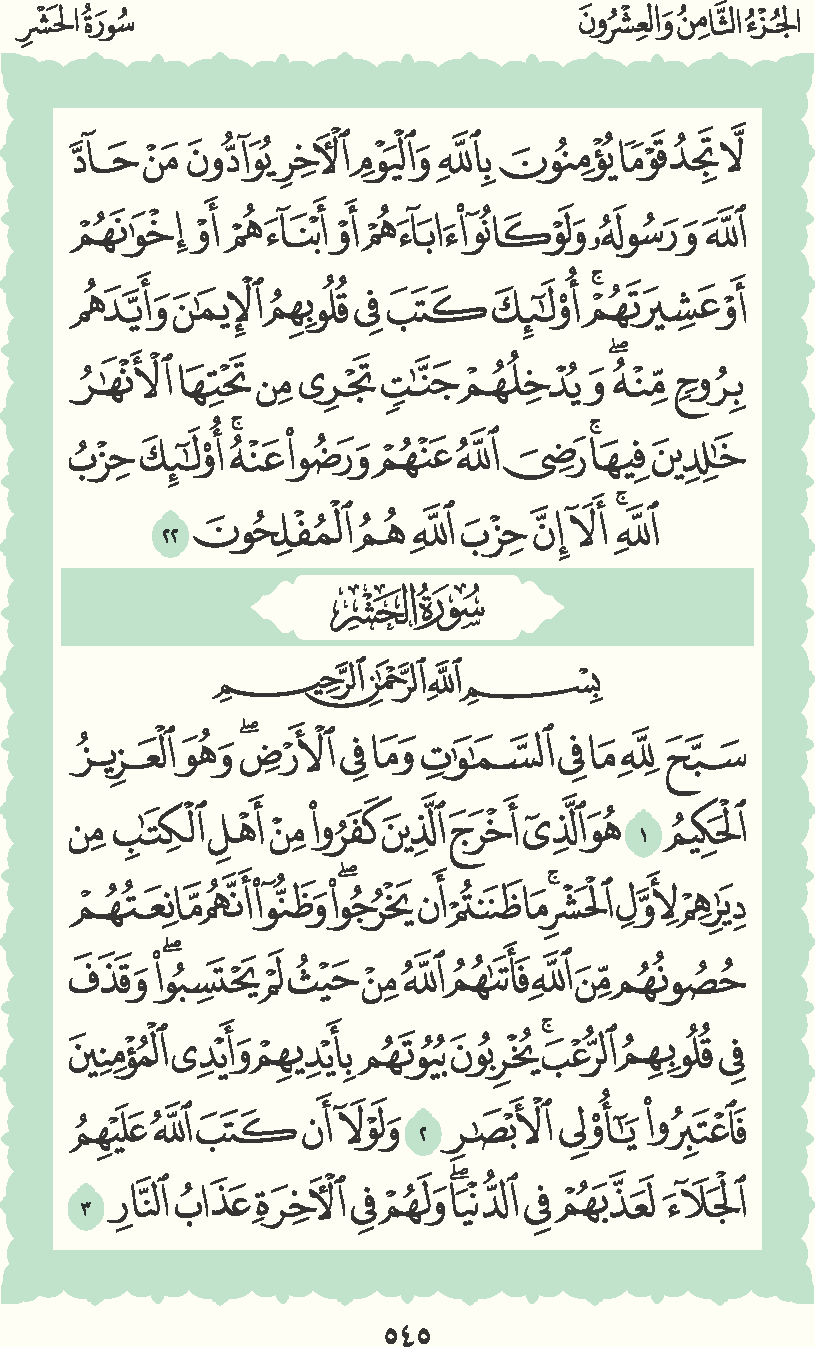 الجُزْءُ الثَّامِنُ وَالعِشْرُونَ
سُورَةُ الحَشْرِ
لَّا تَجِدُ قَوْمًا يُؤْمِنُونَ بِٱللَّهِ وَٱلْيَوْمِ ٱلْأَخِرِ يُوَآدُّونَ مَنْ حَآدَّ
ٱللَّهَ وَرَسُولَهُۥ وَلَوْ كَانُوٓا۟ ءَابَآءَهُمْ أَوْ أَبْنَآءَهُمْ أَوْ إِخْوَٰنَهُمْ
أَوْ عَشِيرَتَهُمْ ۚ أُو۟لَـٰٓئِكَ كَتَبَ فِى قُلُوبِهِمُ ٱلْإِيمَـٰنَ وَأَيَّدَهُم
بِرُوحٍ مِّنْهُ ۖ وَيُدْخِلُهُمْ جَنَّـٰتٍ تَجْرِى مِن تَحْتِهَا ٱلْأَنْهَـٰرُ
خَـٰلِدِينَ فِيهَا ۚ رَضِىَ ٱللَّهُ عَنْهُمْ وَرَضُوا۟ عَنْهُ ۚ أُو۟لَـٰٓئِكَ حِزْبُ
ٱللَّهِ ۚ أَلَآ إِنَّ حِزْبَ ٱللَّهِ هُمُ ٱلْمُفْلِحُونَ ٢٢
سُورَةُ الحَشْرِ
بِسْمِ ٱللَّهِ ٱلرَّحْمَـٰنِ ٱلرَّحِيمِ
سَبَّحَ لِلَّهِ مَا فِى ٱلسَّمَـٰوَٰتِ وَمَا فِى ٱلْأَرْضِ ۖ وَهُوَ ٱلْعَزِيزُ
ٱلْحَكِيمُ ١ هُوَ ٱلَّذِىٓ أَخْرَجَ ٱلَّذِينَ كَفَرُوا۟ مِنْ أَهْلِ ٱلْكِتَـٰبِ مِن
دِيَـٰرِهِمْ لِأَوَّلِ ٱلْحَشْرِ ۚ مَا ظَنَنتُمْ أَن يَخْرُجُوا۟ ۖ وَظَنُّوٓا۟ أَنَّهُم مَّانِعَتُهُمْ
حُصُونُهُم مِّنَ ٱللَّهِ فَأَتَىٰهُمُ ٱللَّهُ مِنْ حَيْثُ لَمْ يَحْتَسِبُوا۟ ۖ وَقَذَفَ
فِى قُلُوبِهِمُ ٱلرُّعْبَ ۚ يُخْرِبُونَ بُيُوتَهُم بِأَيْدِيهِمْ وَأَيْدِى ٱلْمُؤْمِنِينَ
فَٱعْتَبِرُوا۟ يَـٰٓأُو۟لِى ٱلْأَبْصَـٰرِ ٢ وَلَوْلَآ أَن كَتَبَ ٱللَّهُ عَلَيْهِمُ
ٱلْجَلَآءَ لَعَذَّبَهُمْ فِى ٱلدُّنْيَا ۖ وَلَهُمْ فِى ٱلْأَخِرَةِ عَذَابُ ٱلنَّارِ ٣
٥٤٥